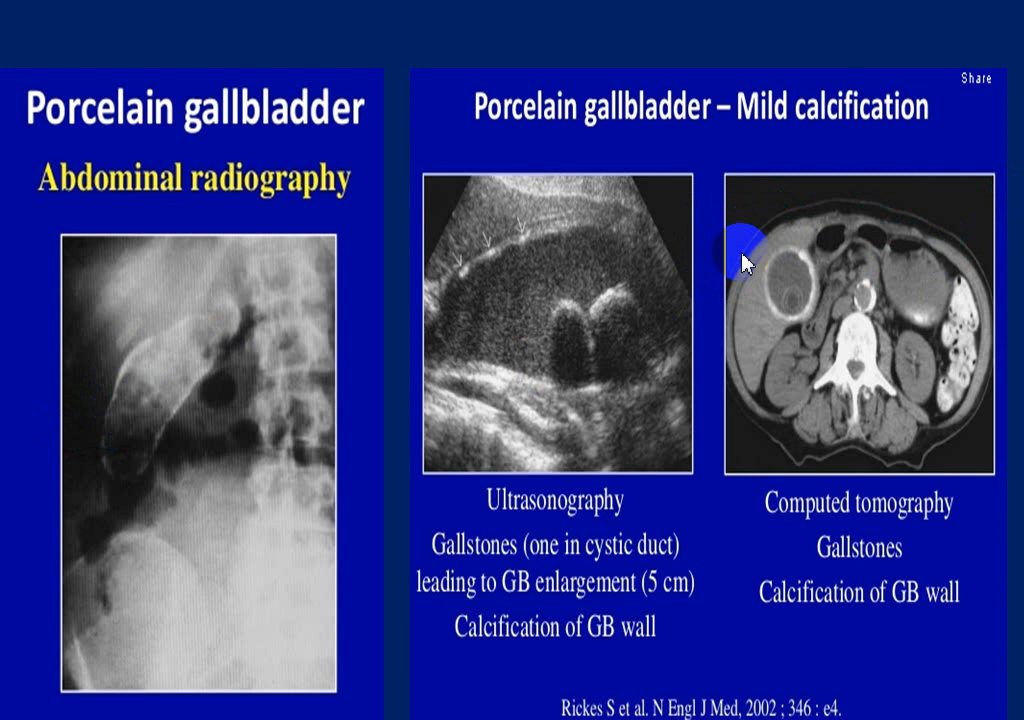 Share
Porcelain gallbladder
Abdominal radiography
Porcelain gallbladder – Mild calcification
Ultrasonography
Gallstones (one in cystic duct)
leading to GB enlargement (5 cm)
Calcification of GB wall
Computed tomography
Gallstones
Calcification of GB wall
Rickes S et al. N Engl J Med, 2002 ; 346 : e4.